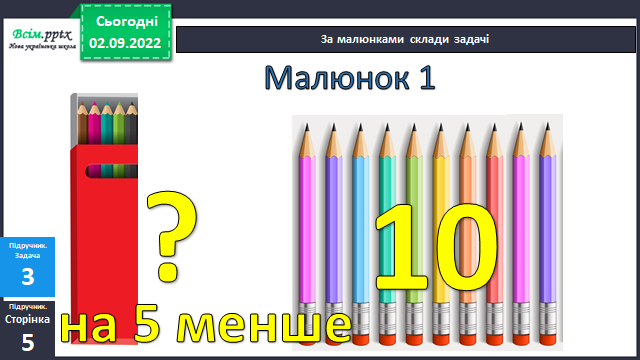 Всім.pptx
Нова українська школа
Сьогодні
02.09.2022
За малюнками склади задачі
Малюнок 1
?
10
на 5 менше
Підручник.
Задача
3
Підручник.
Сторінка
5